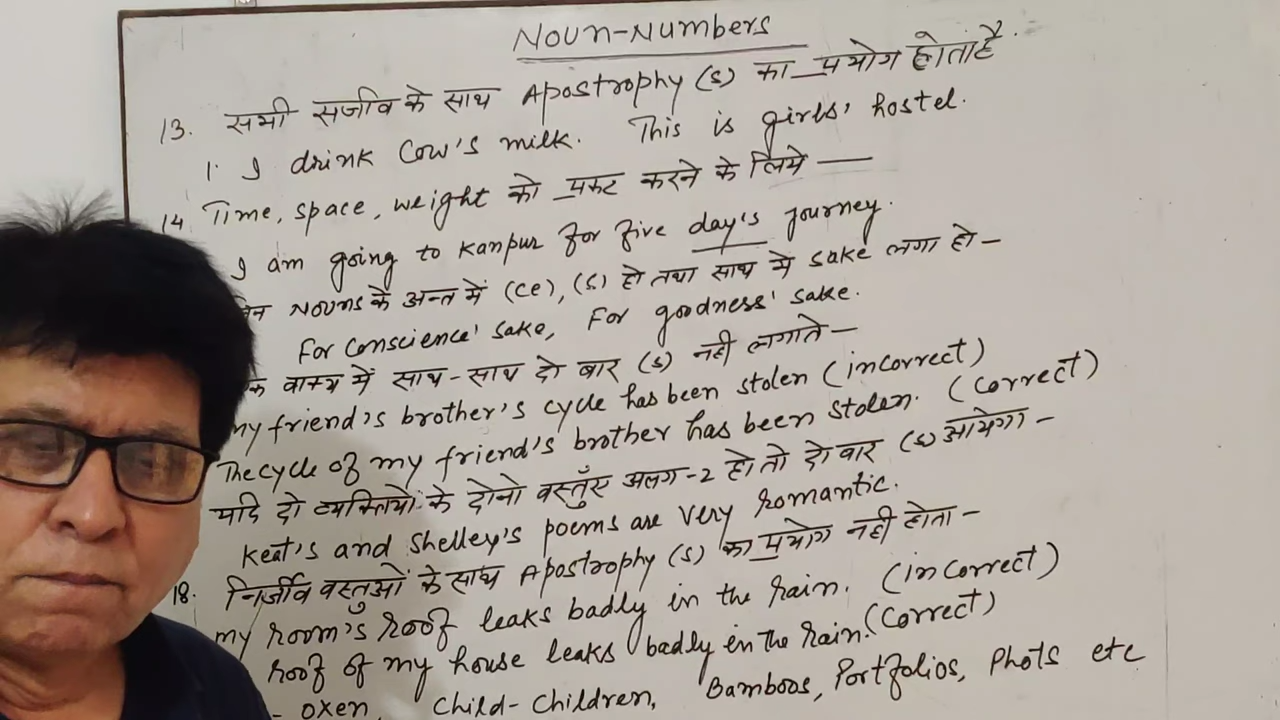 Noun-Numbers
13. सभी सजीव के साथ Apostrophy (s) का प्रयोग होता है.
1. I drink Cow's milk. This is girls' hostel.
14 Time, space, weight को प्रकट करने के लिये —
I am going to Kanpur for five day's journey.
Nouns के अन्त में (ce), (s) हो तथा साथ मे sake लगा हो –
For Conscience' sake, For goodness' sake.
वाक्य में साथ-साथ दो बार (s) नही लगाते –
my friend's brother's cycle has been stolen (incorrect)
The cycle of my friend's brother has been stolen. (Correct)
यदि दो व्यक्तियों के दोनो वस्तुएँ अलग-2 हो तो दो बार (s) आयेगा –
Keat's and Shelley's poems are very romantic.
18. निर्जीव वस्तुओं के साथ Apostrophy (s) का प्रयोग नही होता –
my room's roof leaks badly in the rain. (incorrect)
roof of my house leaks badly in the rain. (Correct)
- oxen, Child-Children, Bamboos, Portfolios, Phots etc